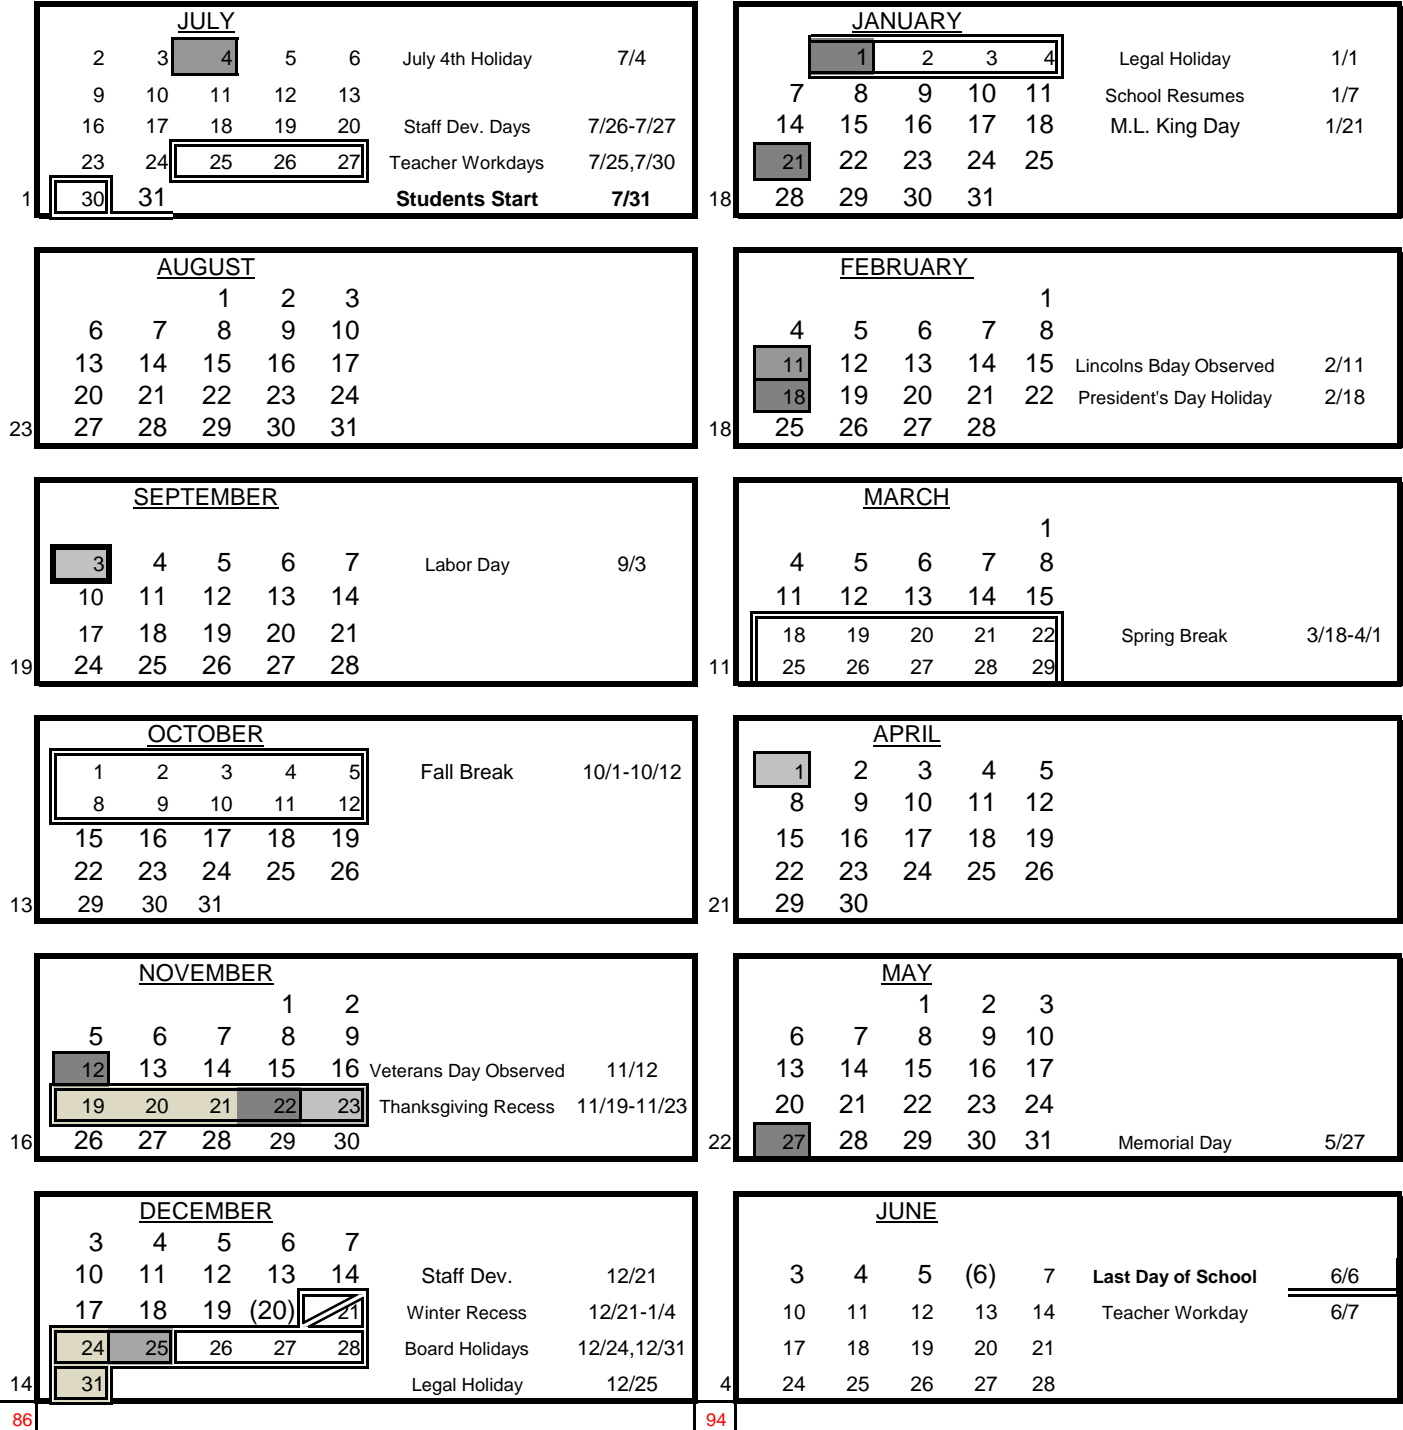 JULY
2 3 4 5 6 July 4th Holiday 7/4
9 10 11 12 13
16 17 18 19 20 Staff Dev. Days 7/26-7/27
23 24 25 26 27 Teacher Workdays 7/25,7/30
1 30 31 Students Start 7/31
AUGUST
1 2 3
6 7 8 9 10
13 14 15 16 17
20 21 22 23 24
23 27 28 29 30 31
SEPTEMBER
3 4 5 6 7 Labor Day 9/3
10 11 12 13 14
17 18 19 20 21
19 24 25 26 27 28
OCTOBER
1 2 3 4 5 Fall Break 10/1-10/12
8 9 10 11 12
15 16 17 18 19
22 23 24 25 26
13 29 30 31
NOVEMBER
1 2
5 6 7 8 9
12 13 14 15 16 Veterans Day Observed 11/12
19 20 21 22 23 Thanksgiving Recess 11/19-11/23
16 26 27 28 29 30
DECEMBER
3 4 5 6 7
10 11 12 13 14 Staff Dev. 12/21
17 18 19 (20) 21 Winter Recess 12/21-1/4
24 25 26 27 28 Board Holidays 12/24,12/31
14 31 Legal Holiday 12/25
86
JANUARY
1 2 3 4 Legal Holiday 1/1
7 8 9 10 11 School Resumes 1/7
14 15 16 17 18 M.L. King Day 1/21
21 22 23 24 25
18 28 29 30 31
FEBRUARY
1
4 5 6 7 8
11 12 13 14 15 Lincolns Bday Observed 2/11
18 19 20 21 22 President's Day Holiday 2/18
18 25 26 27 28
MARCH
1
4 5 6 7 8
11 12 13 14 15
18 19 20 21 22 Spring Break 3/18-4/1
11 25 26 27 28 29
APRIL
1 2 3 4 5
8 9 10 11 12
15 16 17 18 19
22 23 24 25 26
21 29 30
MAY
1 2 3
6 7 8 9 10
13 14 15 16 17
20 21 22 23 24
22 27 28 29 30 31 Memorial Day 5/27
JUNE
3 4 5 (6) 7 Last Day of School 6/6
10 11 12 13 14 Teacher Workday 6/7
17 18 19 20 21
4 24 25 26 27 28
94